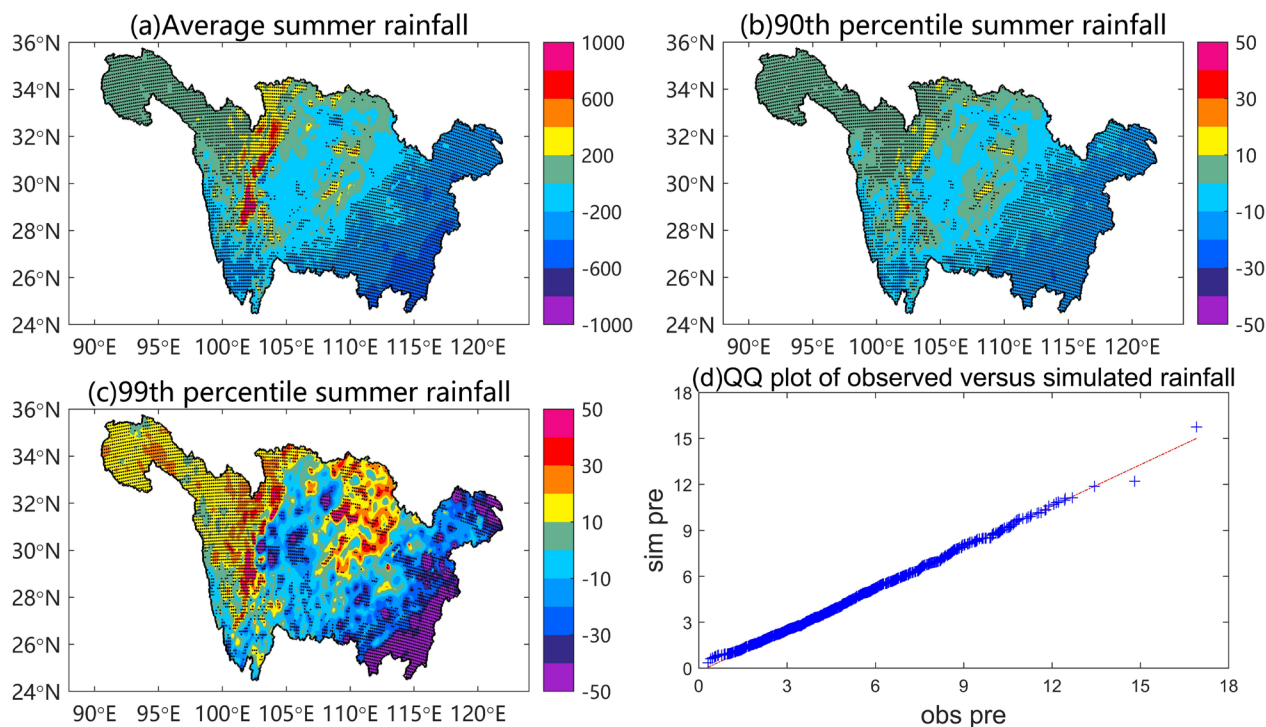 (a)Average summer rainfall
36°N
34°N
32°N
30°N
28°N
26°N
24°N
90°E 95°E 100°E 105°E 110°E 115°E 120°E
1000
600
200
-200
-600
-1000
(b)90th percentile summer rainfall
36°N
34°N
32°N
30°N
28°N
26°N
24°N
90°E 95°E 100°E 105°E 110°E 115°E 120°E
50
30
10
-10
-30
-50
(c)99th percentile summer rainfall
36°N
34°N
32°N
30°N
28°N
26°N
24°N
90°E 95°E 100°E 105°E 110°E 115°E 120°E
50
30
10
-10
-30
-50
(d)QQ plot of observed versus simulated rainfall
18
15
12
9
6
3
0
sim pre
0 3 6 9 12 15 18
obs pre